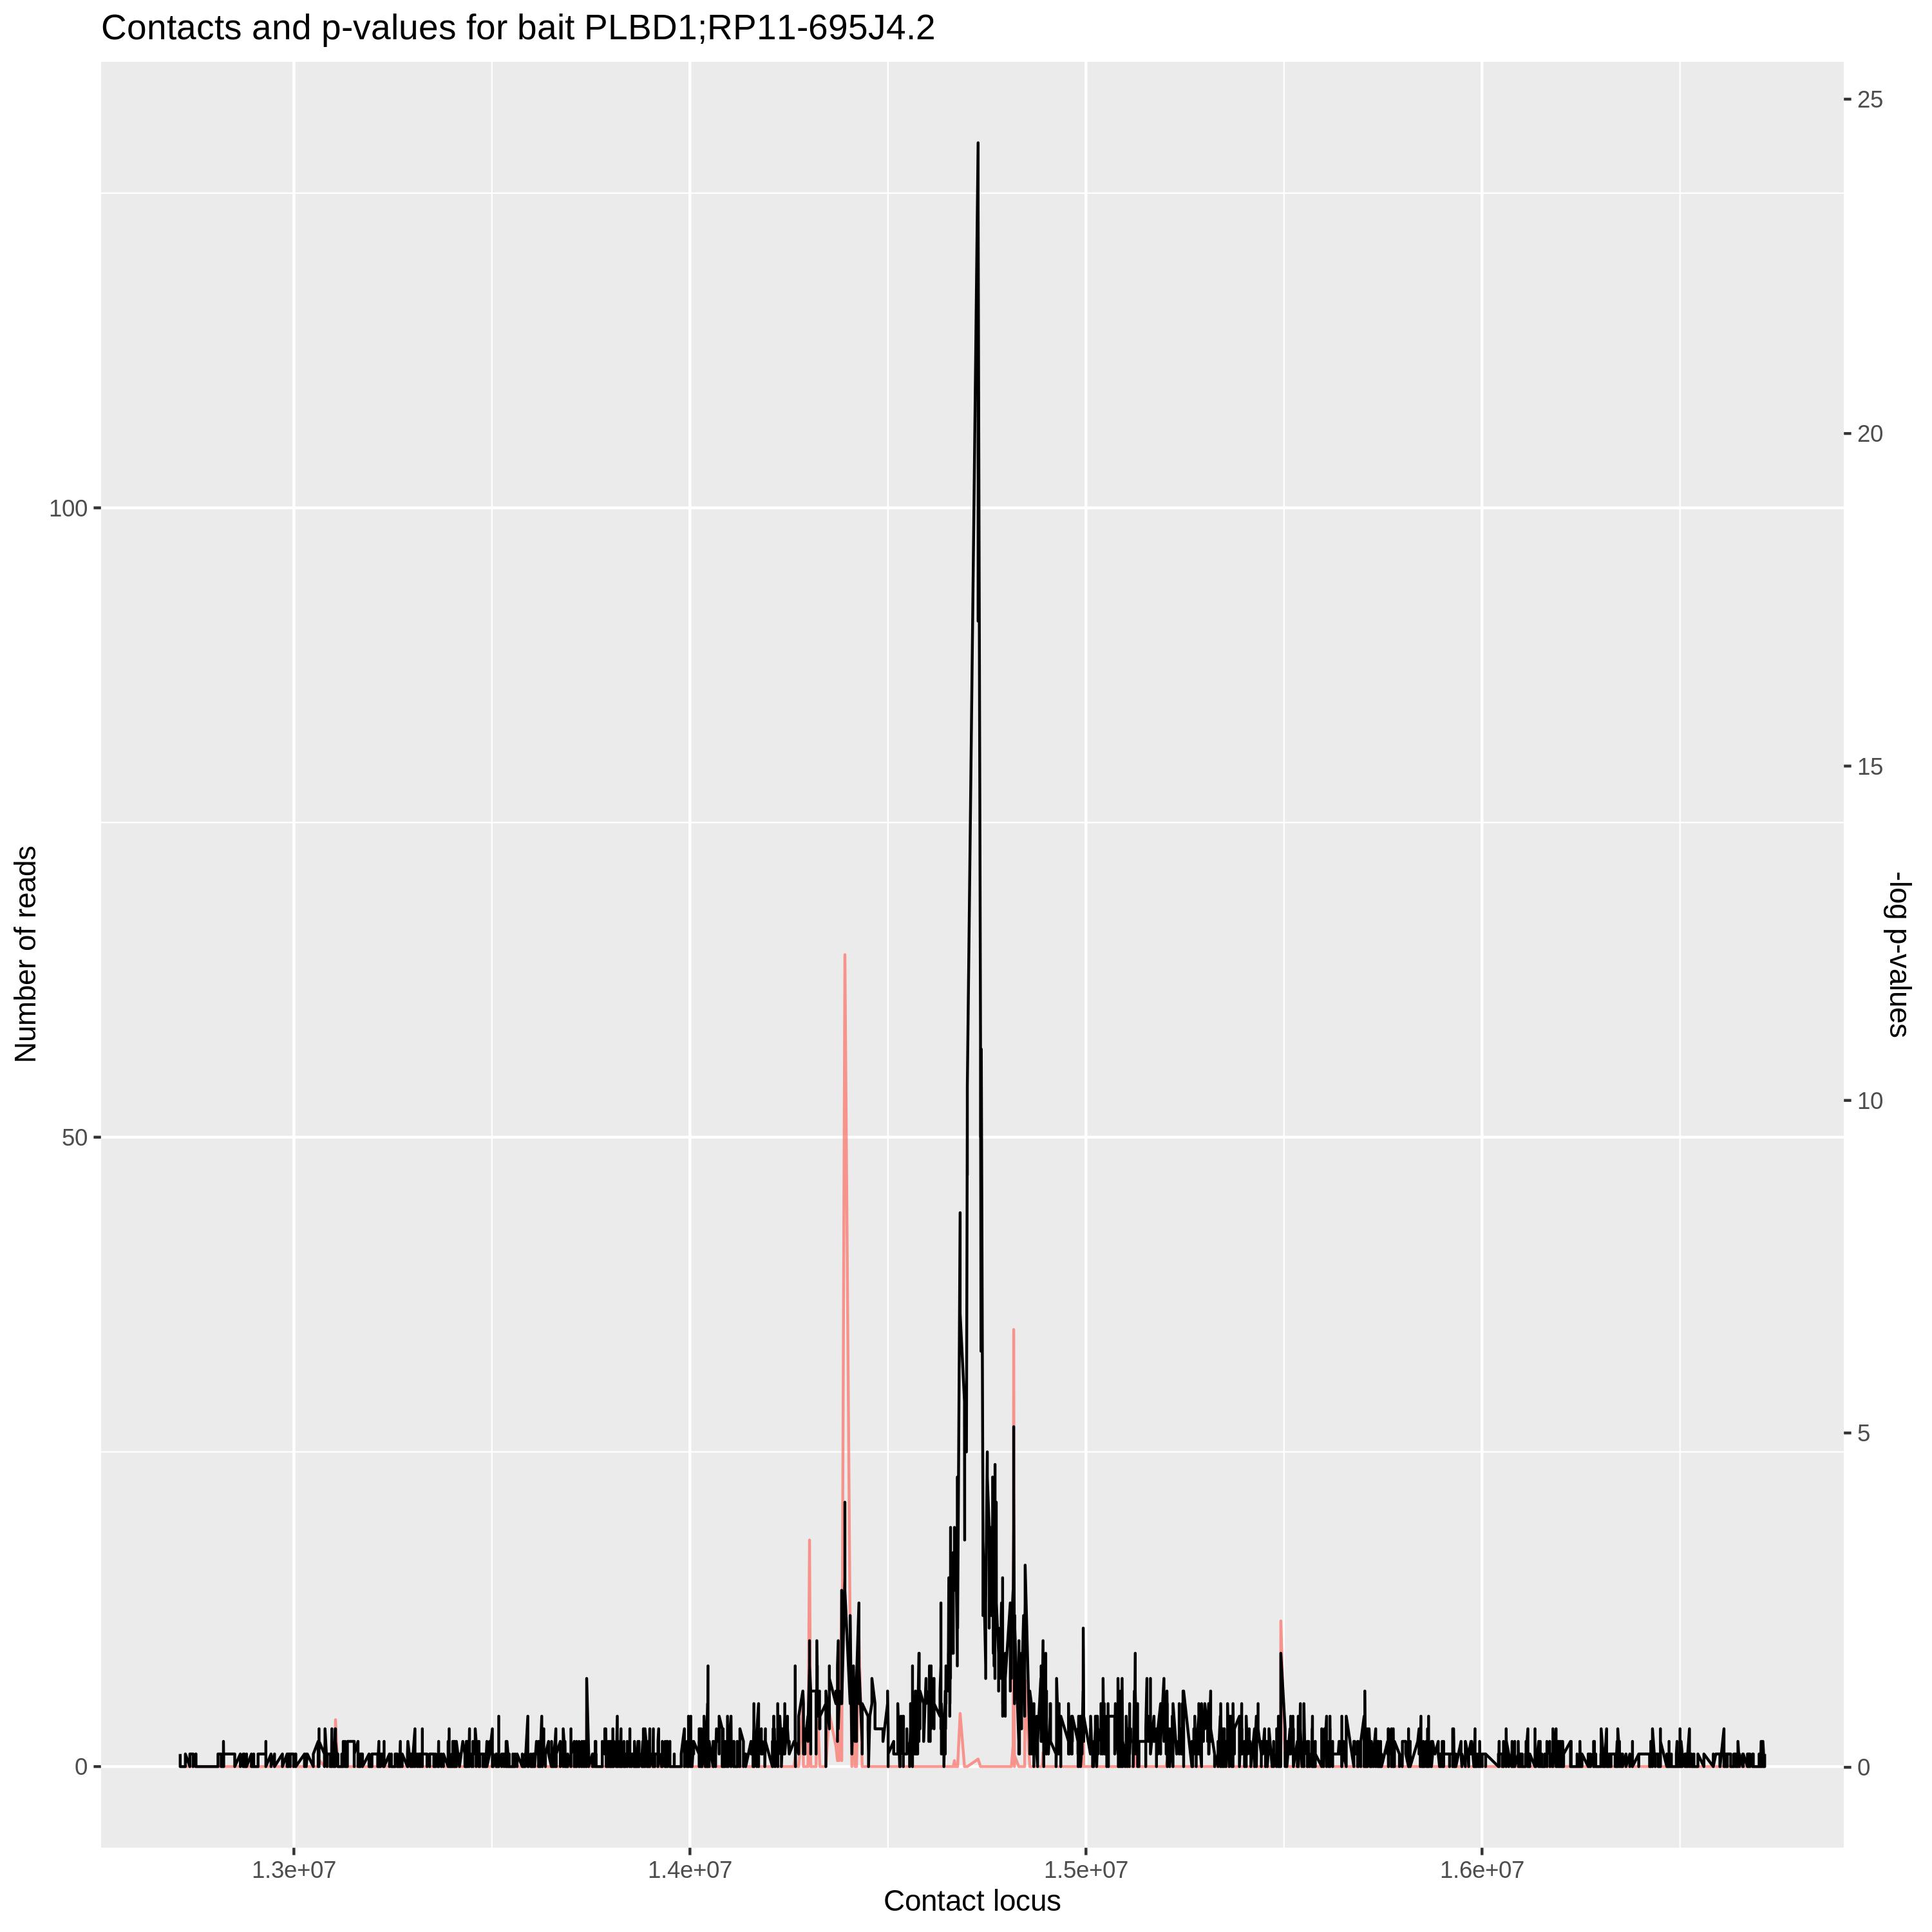 Contacts and p-values for bait PLBD1;RP11-695J4.2
Number of reads
100
50
0
25
20
15
10
5
0
-log p-values
1.3e+07
1.4e+07
1.5e+07
1.6e+07
Contact locus